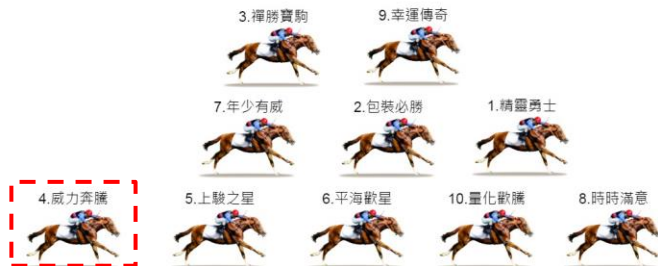 3.禪勝寶駒 9.幸運傳奇
7.年少有威 2.包裝必勝 1.精靈勇士
4.威力奔騰 5.上駿之星 6.平海歡星 10.量化歡騰 8.時時滿意